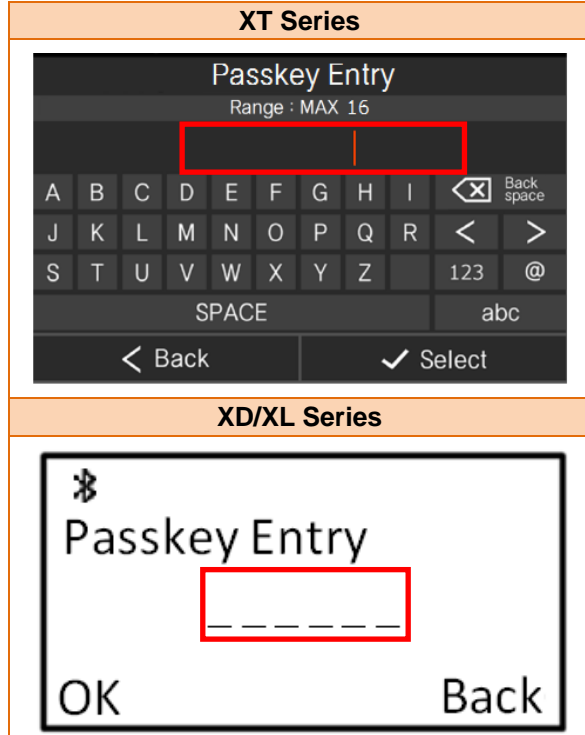 XT Series
Passkey Entry
Range : MAX 16
A B C D E F G H I Back space
J K L M N O P Q R < >
S T U V W X Y Z 123 @
SPACE abc
< Back ✓ Select
XD/XL Series
Passkey Entry
_ _ _ _ _ _
OK Back